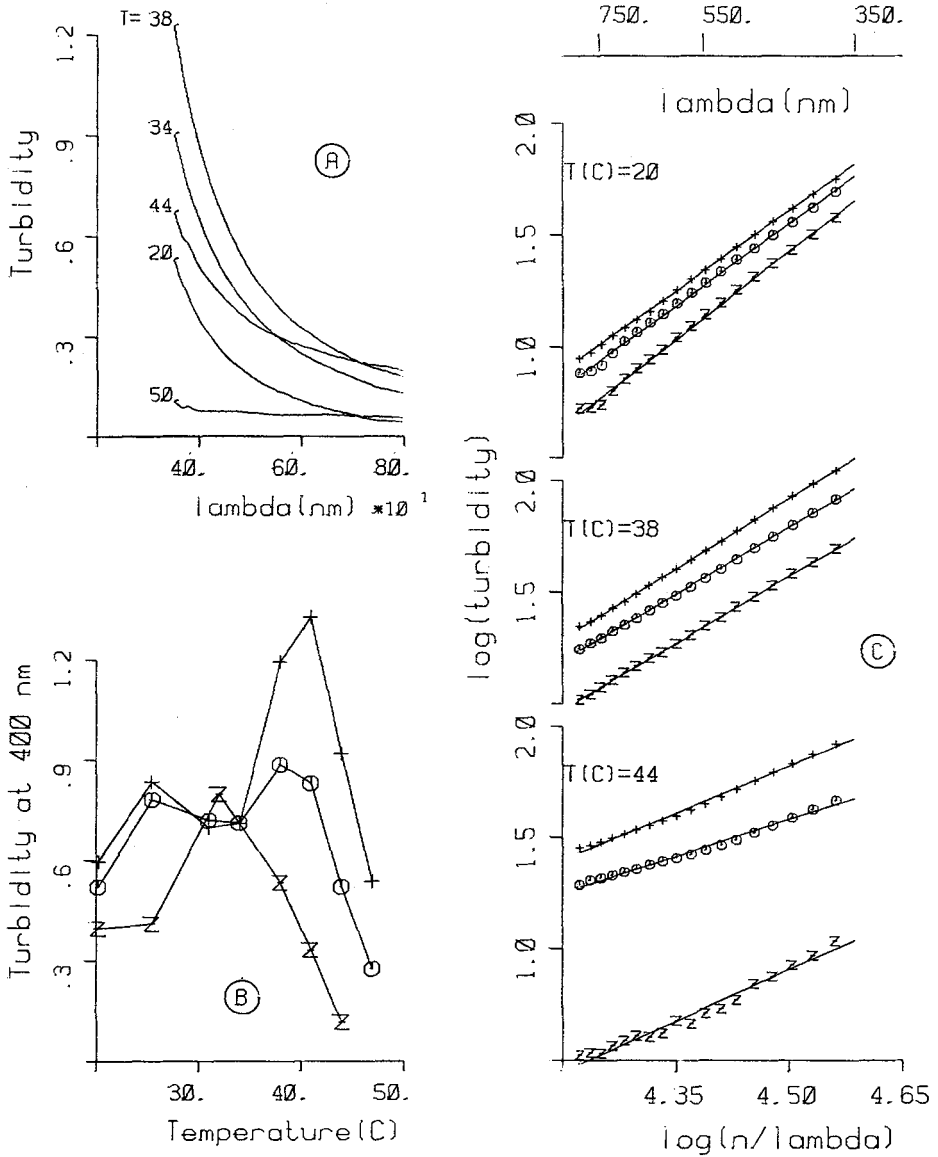 T= 38
34
44
20
50
A
1.2
.9
.6
.3
Turbidity
40. 60. 80.
lambda(nm) *10 1
1.2
.9
.6
.3
Turbidity at 400 nm
B
30. 40. 50.
Temperature(C)
750. 550. 350.
lambda(nm)
2.0
1.5
1.0
T(C)=20
log(turbidity)
2.0
1.5
T(C)=38
C
2.0
1.5
1.0
T(C)=44
4.35 4.50 4.65
log(n/lambda)